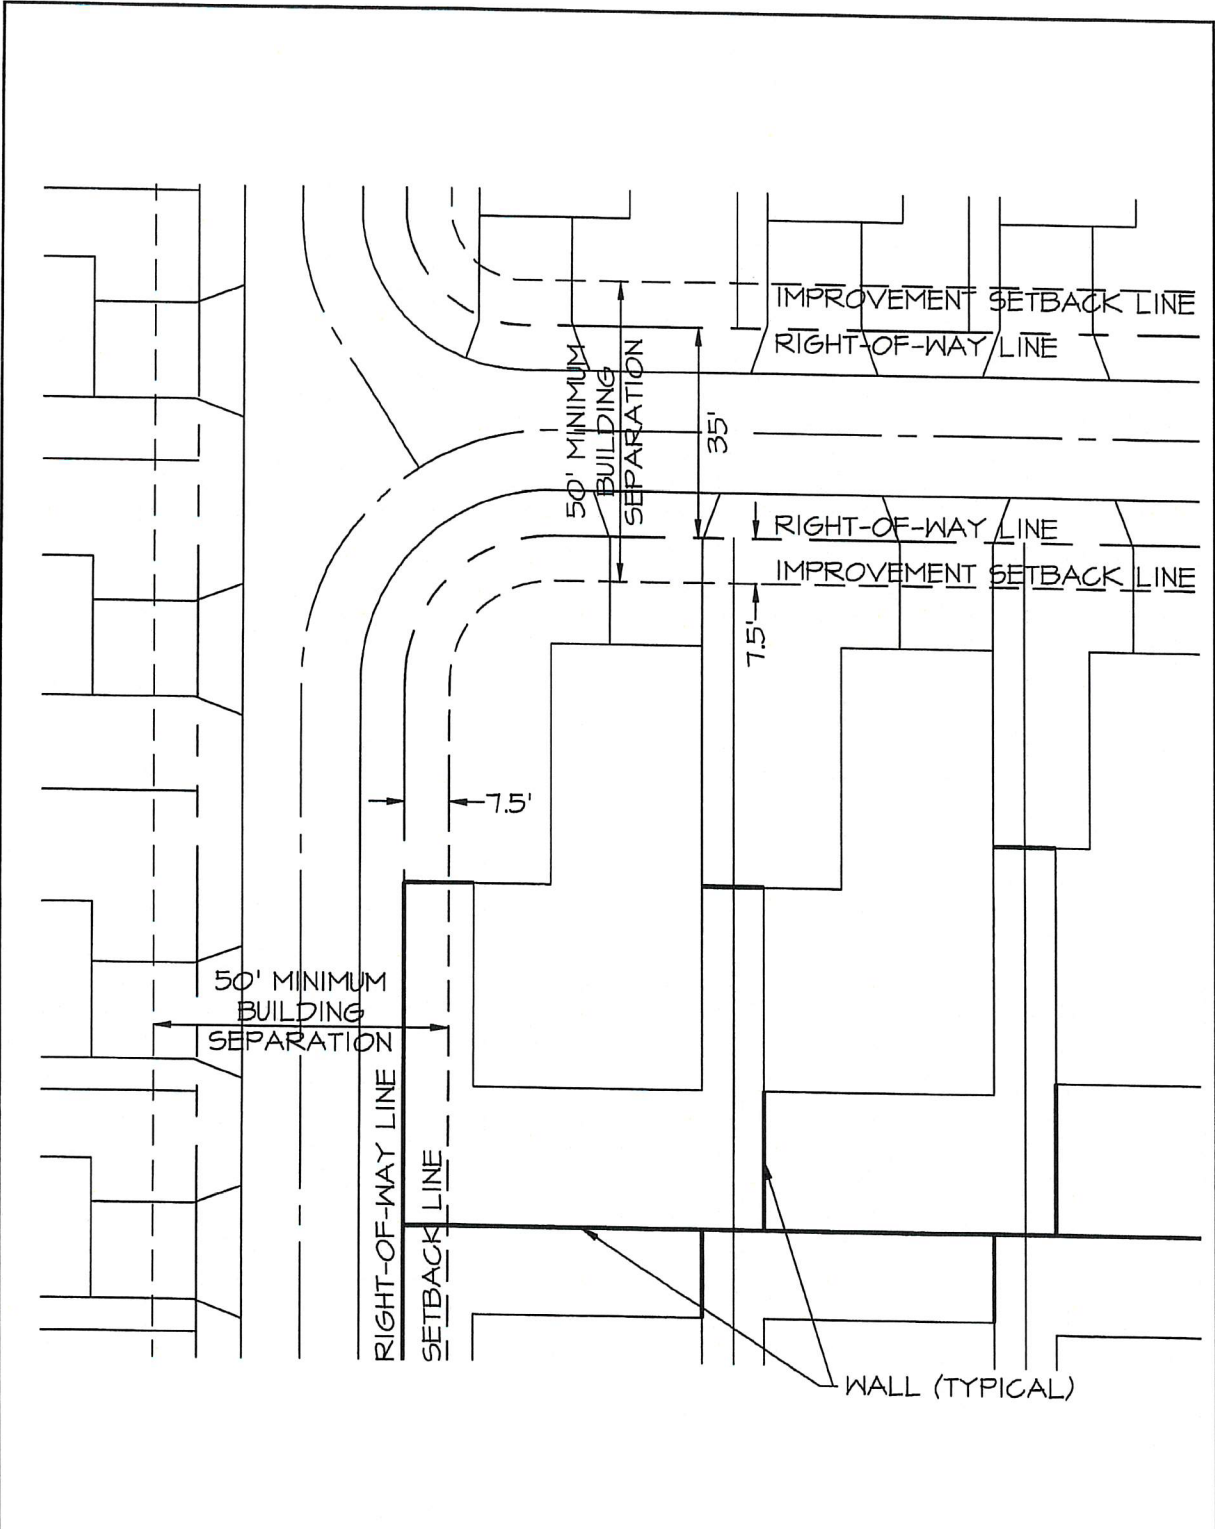 IMPROVEMENT SETBACK LINE
RIGHT-OF-WAY LINE
50' MINIMUM
BUILDING
SEPARATION
35'
RIGHT-OF-WAY LINE
IMPROVEMENT SETBACK LINE
7.5'
7.5'
50' MINIMUM
BUILDING
SEPARATION
RIGHT-OF-WAY LINE
SETBACK LINE
WALL (TYPICAL)